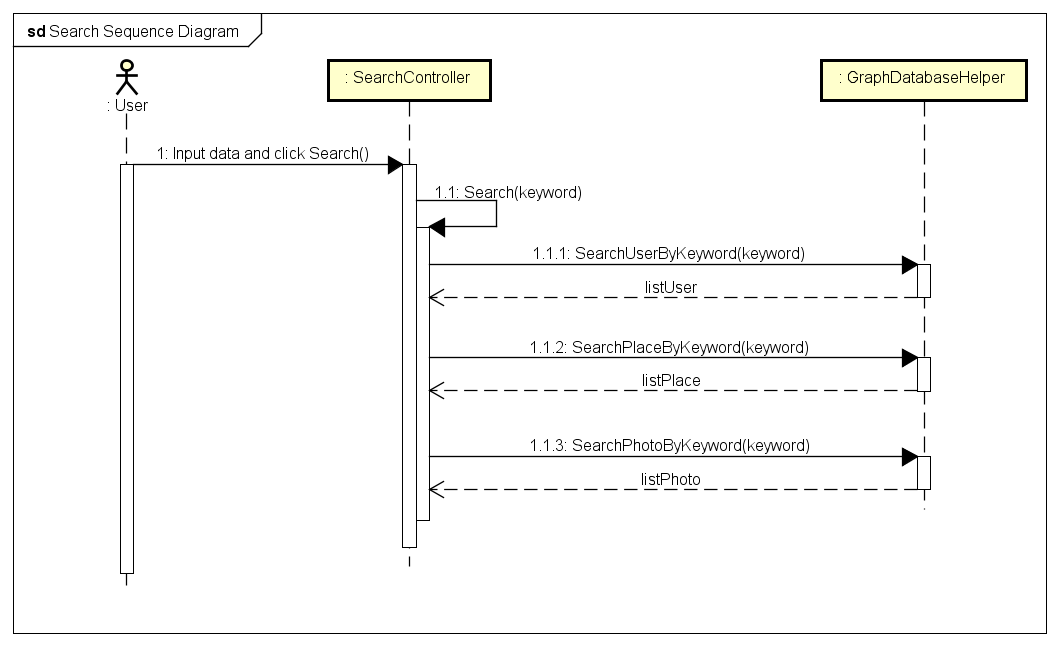 sd Search Sequence Diagram
: User
: SearchController
: GraphDatabaseHelper
1: Input data and click Search()
1.1: Search(keyword)
1.1.1: SearchUserByKeyword(keyword)
listUser
1.1.2: SearchPlaceByKeyword(keyword)
listPlace
1.1.3: SearchPhotoByKeyword(keyword)
listPhoto